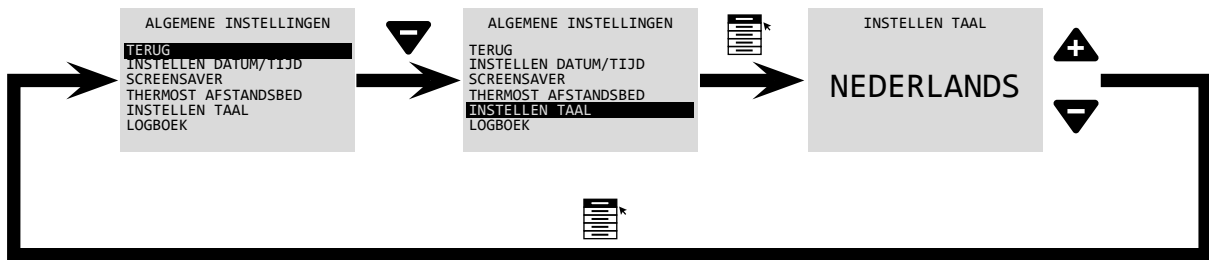 ALGEMENE INSTELLINGEN
TERUG
INSTELLEN DATUM/TIJD
SCREENSAVER
THERMOST AFSTANDSBED
INSTELLEN TAAL
LOGBOEK
ALGEMENE INSTELLINGEN
TERUG
INSTELLEN DATUM/TIJD
SCREENSAVER
THERMOST AFSTANDSBED
INSTELLEN TAAL
LOGBOEK
INSTELLEN TAAL
NEDERLANDS